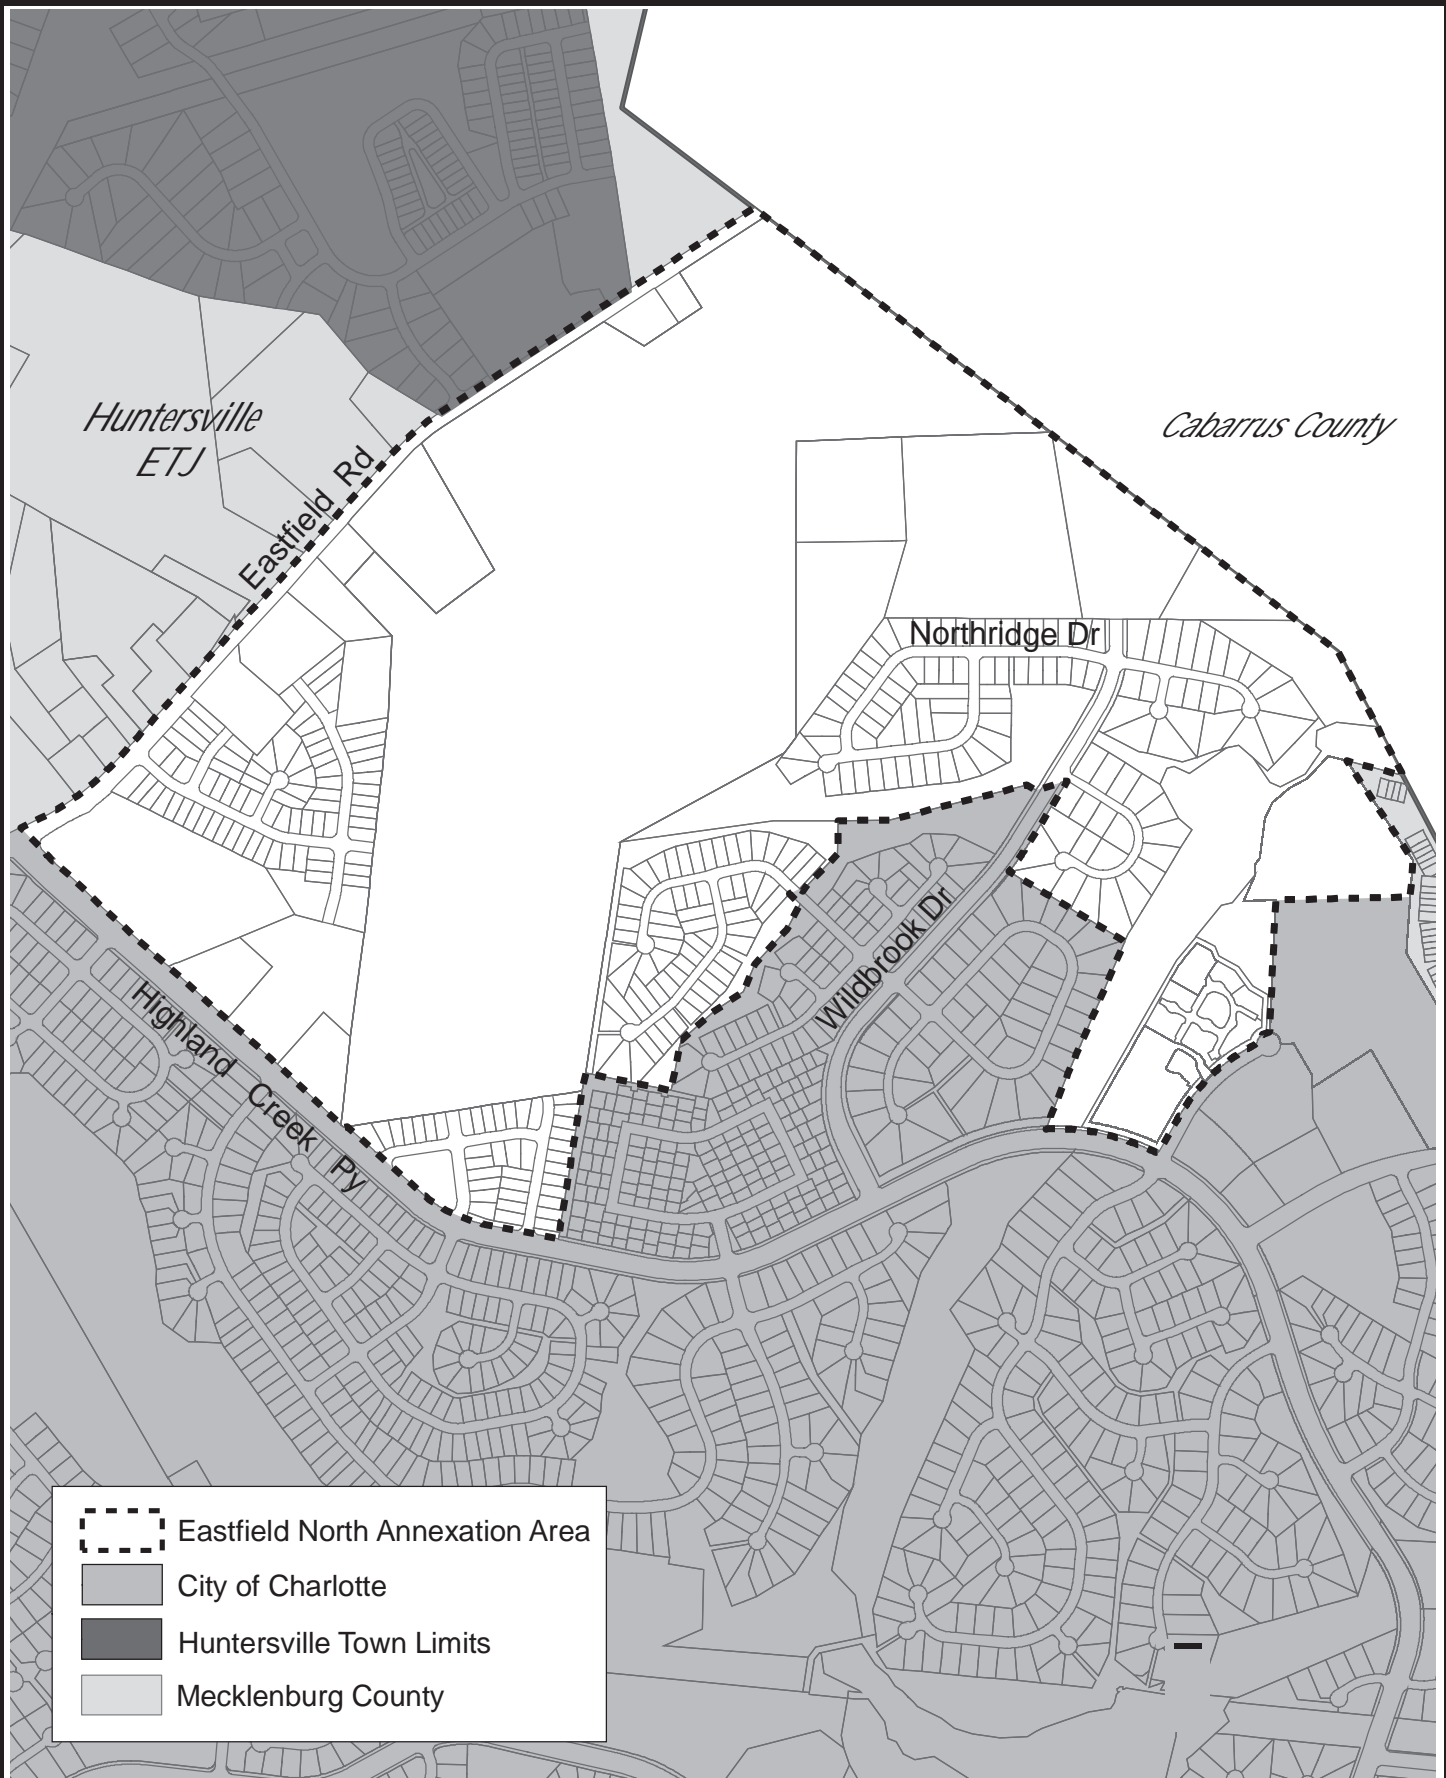 Huntersville
ETJ
Cabarrus County
Eastfield Rd
Northridge Dr
Wildbrook Dr
Highland Creek Py
Eastfield North Annexation Area
City of Charlotte
Huntersville Town Limits
Mecklenburg County